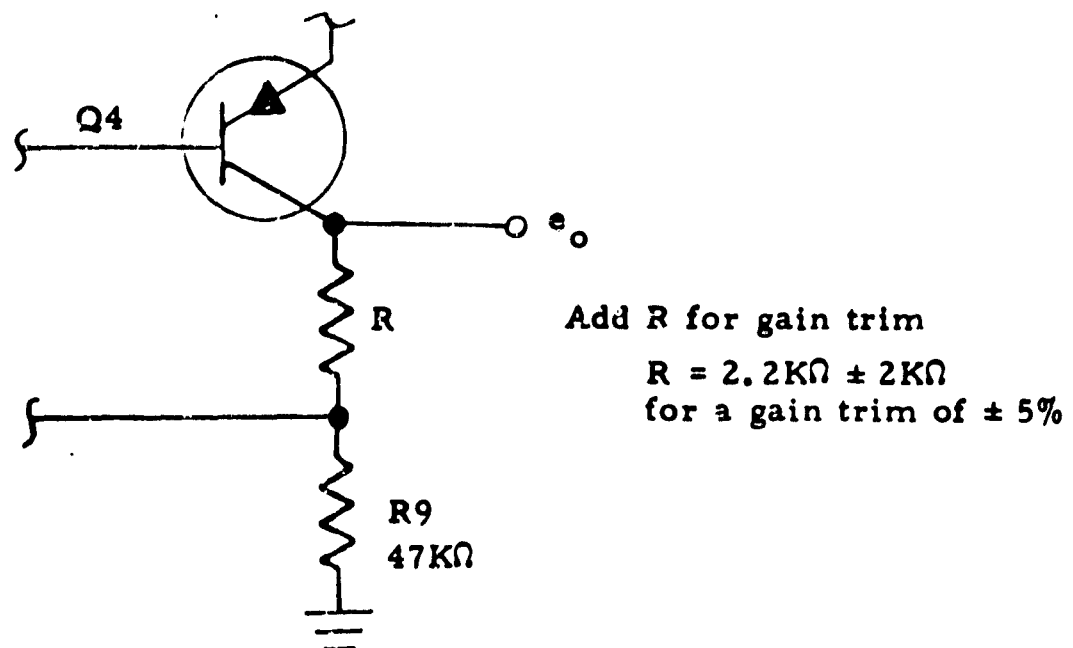 Q4
e o
R
Add R for gain trim
R = 2.2KΩ ± 2KΩ
for a gain trim of ± 5%
R9
47KΩ